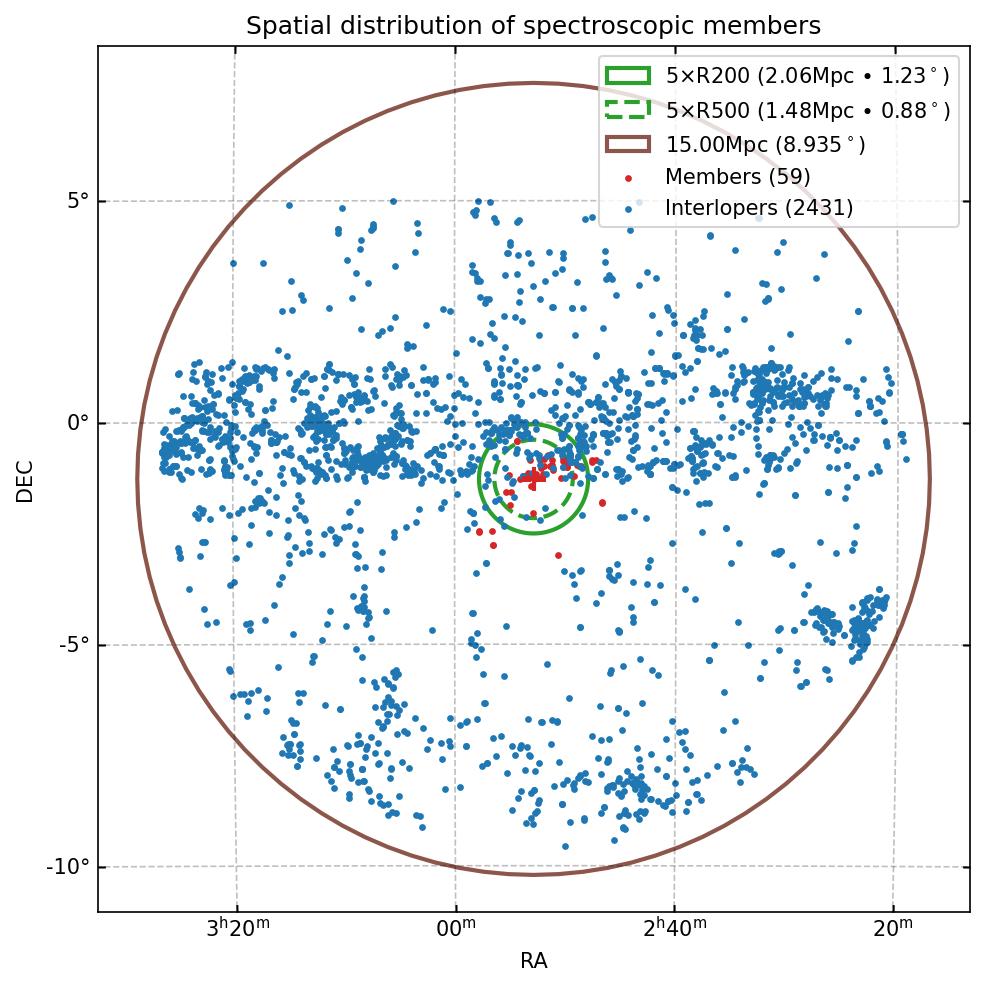 Spatial distribution of spectroscopic members
5×R200 (2.06Mpc • 1.23°)
5×R500 (1.48Mpc • 0.88°)
15.00Mpc (8.935°)
Members (59)
Interlopers (2431)
5°
0°
-5°
-10°
DEC
3ʰ20ᵐ
00ᵐ
2ʰ40ᵐ
20ᵐ
RA